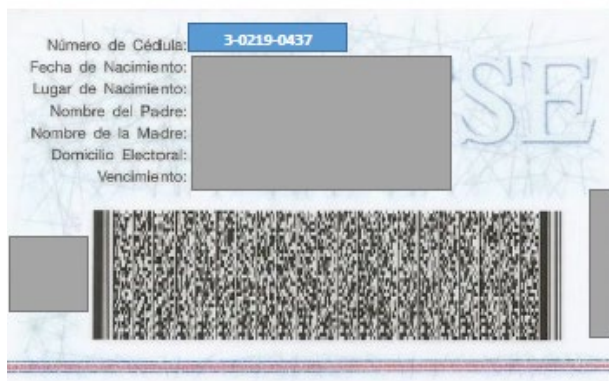 Número de Cédula: 3-0219-0437
Fecha de Nacimiento:
Lugar de Nacimiento:
Nombre del Padre:
Nombre de la Madre:
Domicilio Electoral:
Vencimiento:
SE